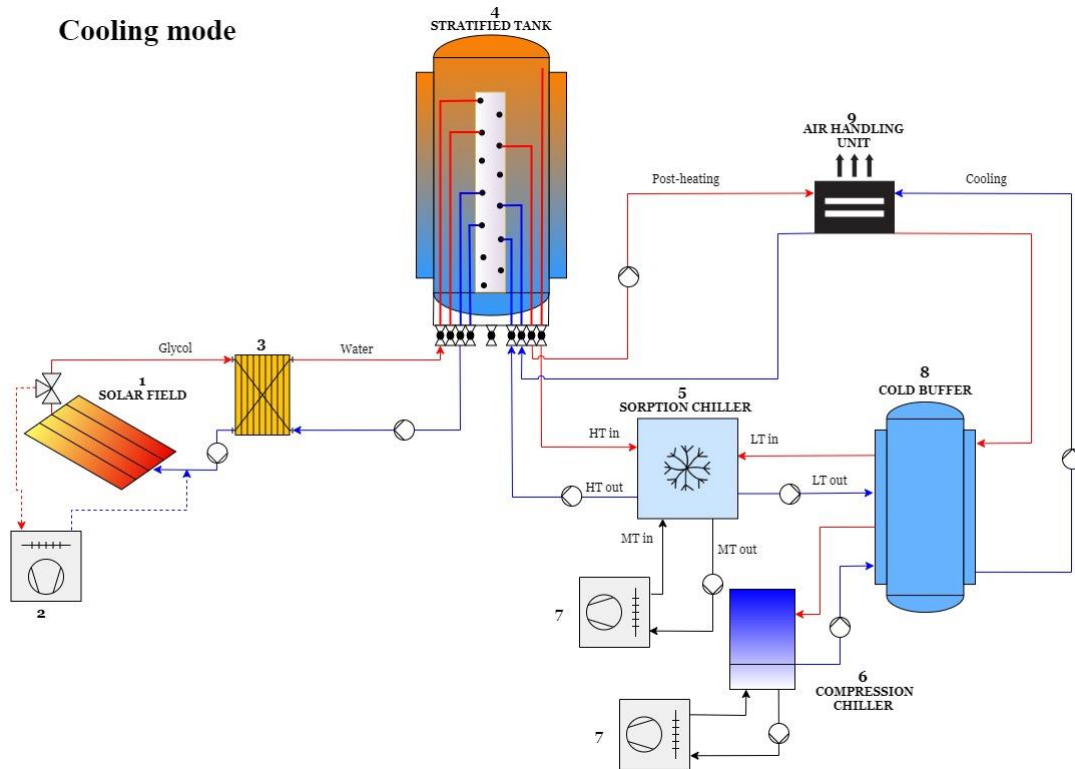 Cooling mode
4
STRATIFIED TANK
9
AIR HANDLING
UNIT
Post-heating
Cooling
Glycol
3
Water
1
SOLAR FIELD
5
SORPTION CHILLER
8
COLD BUFFER
HT in
LT in
HT out
LT out
MT in
MT out
2
7
6
COMPRESSION
CHILLER
7